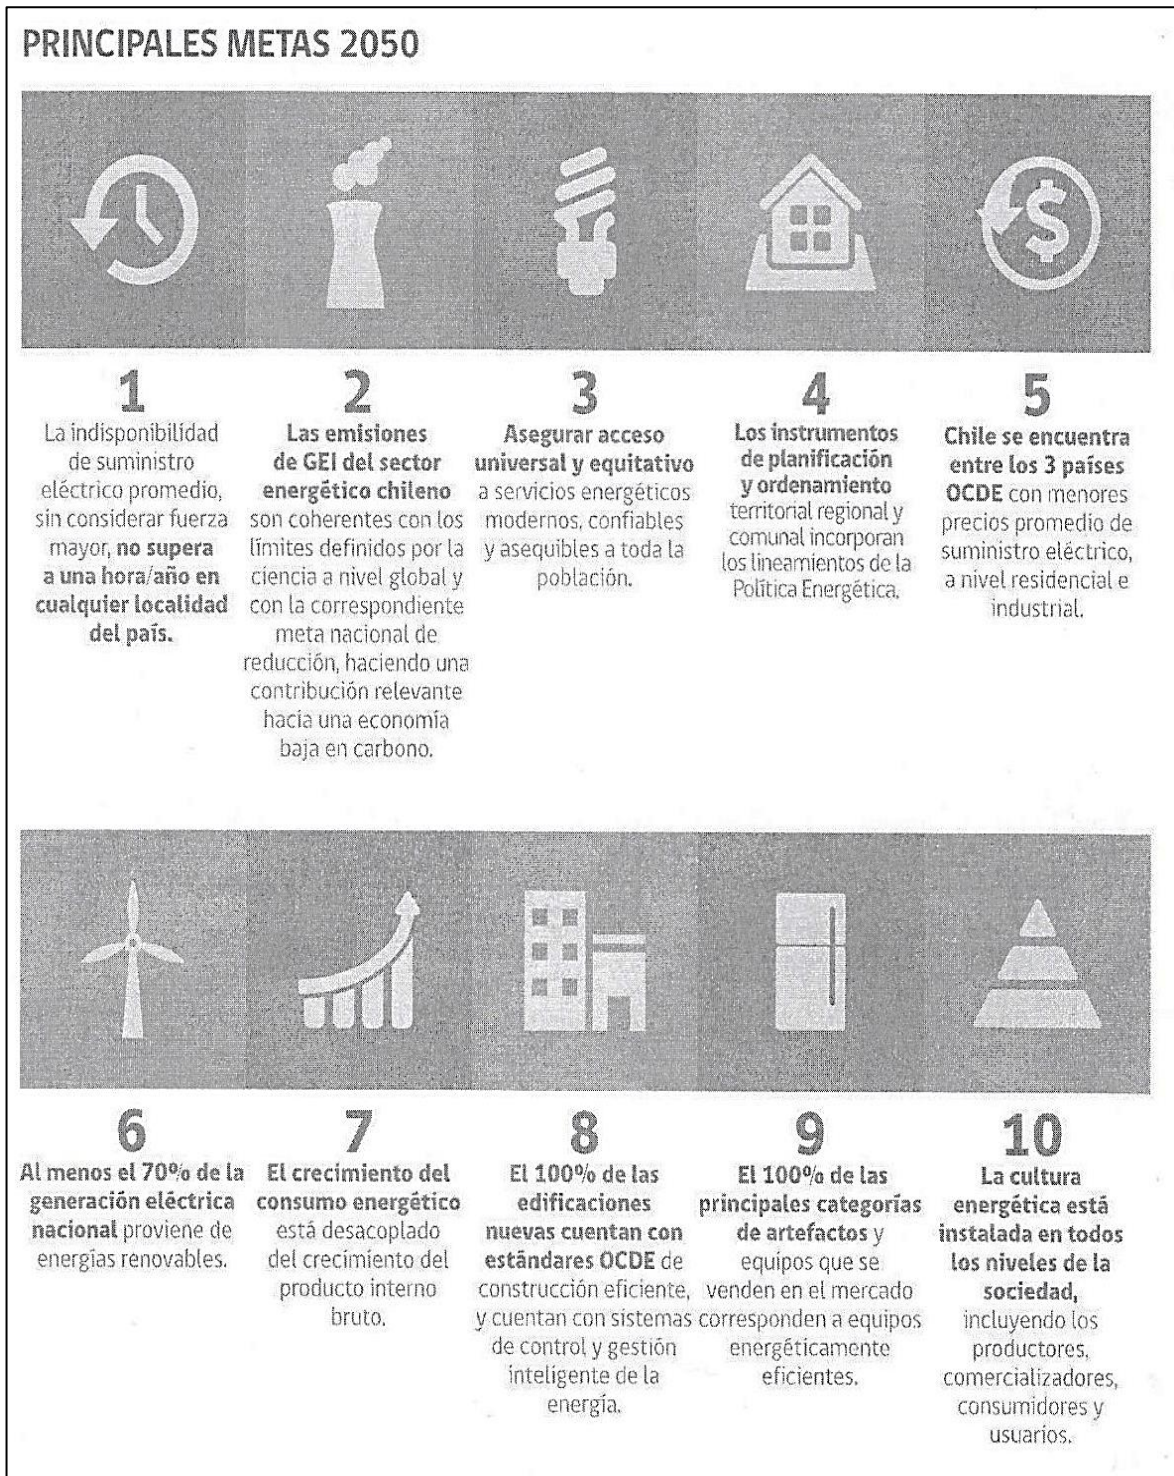 PRINCIPALES METAS 2050
1
La indisponibilidad
de suministro
eléctrico promedio,
sin considerar fuerza
mayor, no supera
a una hora/año en
cualquier localidad
del país.
2
Las emisiones
de GEI del sector
energético chileno
son coherentes con los
límites definidos por la
ciencia a nivel global y
con la correspondiente
meta nacional de
reducción, haciendo una
contribución relevante
hacia una economía
baja en carbono.
3
Asegurar acceso
universal y equitativo
a servicios energéticos
modernos, confiables
y asequibles a toda la
población.
4
Los instrumentos
de planificación
y ordenamiento
territorial regional y
comunal incorporan
los lineamientos de la
Política Energética.
5
Chile se encuentra
entre los 3 países
OCDE con menores
precios promedio de
suministro eléctrico,
a nivel residencial e
industrial.
6
Al menos el 70% de la
generación eléctrica
nacional proviene de
energías renovables.
7
El crecimiento del
consumo energético
está desacoplado
del crecimiento del
producto interno
bruto.
8
El 100% de las
edificaciones
nuevas cuentan con
estándares OCDE de
construcción eficiente,
y cuentan con sistemas
de control y gestión
inteligente de la
energía.
9
El 100% de las
principales categorías
de artefactos y
equipos que se
venden en el mercado
corresponden a equipos
energéticamente
eficientes.
10
La cultura
energética está
instalada en todos
los niveles de la
sociedad,
incluyendo los
productores,
comercializadores,
consumidores y
usuarios.